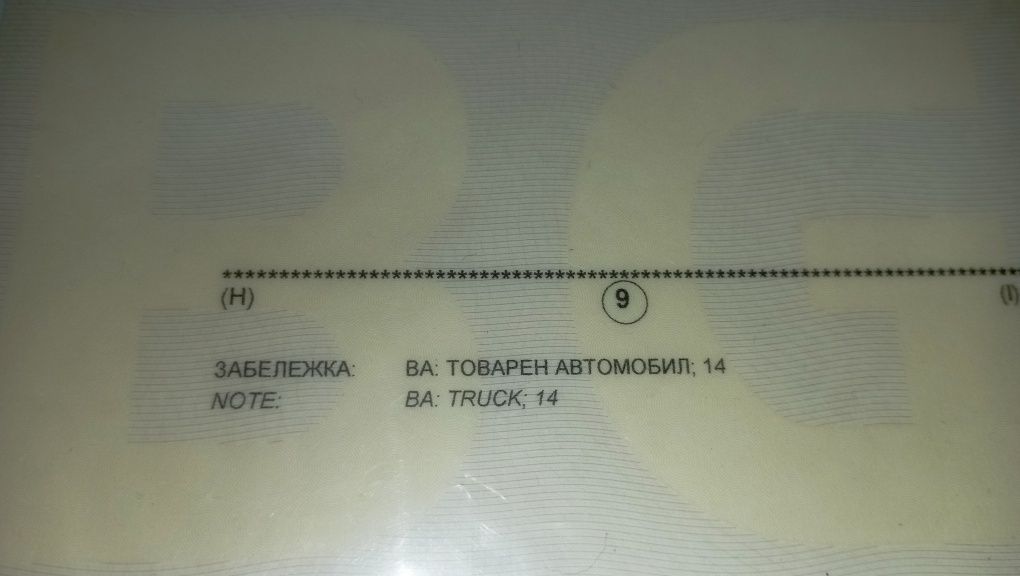 BG
************************************************************************
(H) 9 (I)
ЗАБЕЛЕЖКА: BA: ТОВАРЕН АВТОМОБИЛ; 14
NOTE: BA: TRUCK; 14